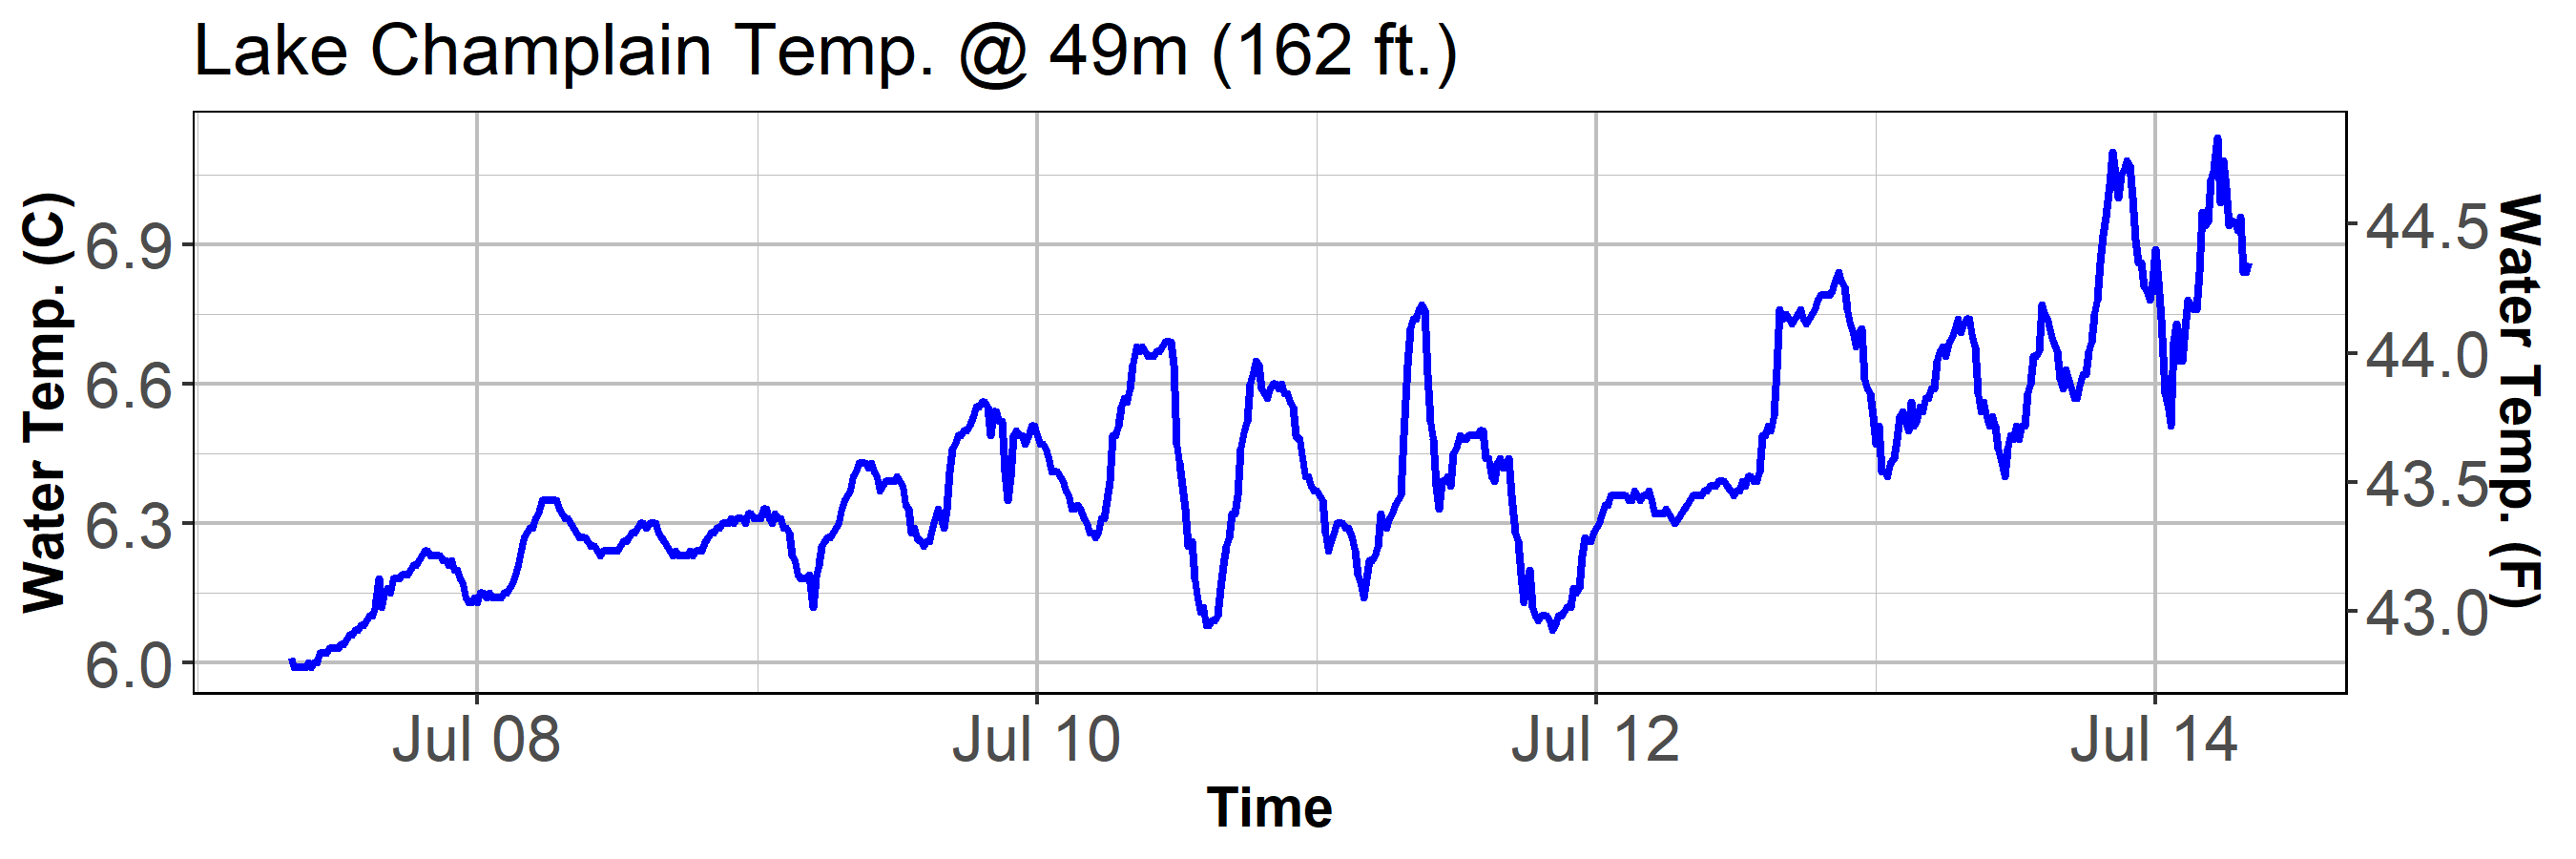 Lake Champlain Temp. @ 49m (162 ft.)
Water Temp. (C)
6.9
6.6
6.3
6.0
44.5
44.0
43.5
43.0
Water Temp. (F)
Jul 08 Jul 10 Jul 12 Jul 14
Time